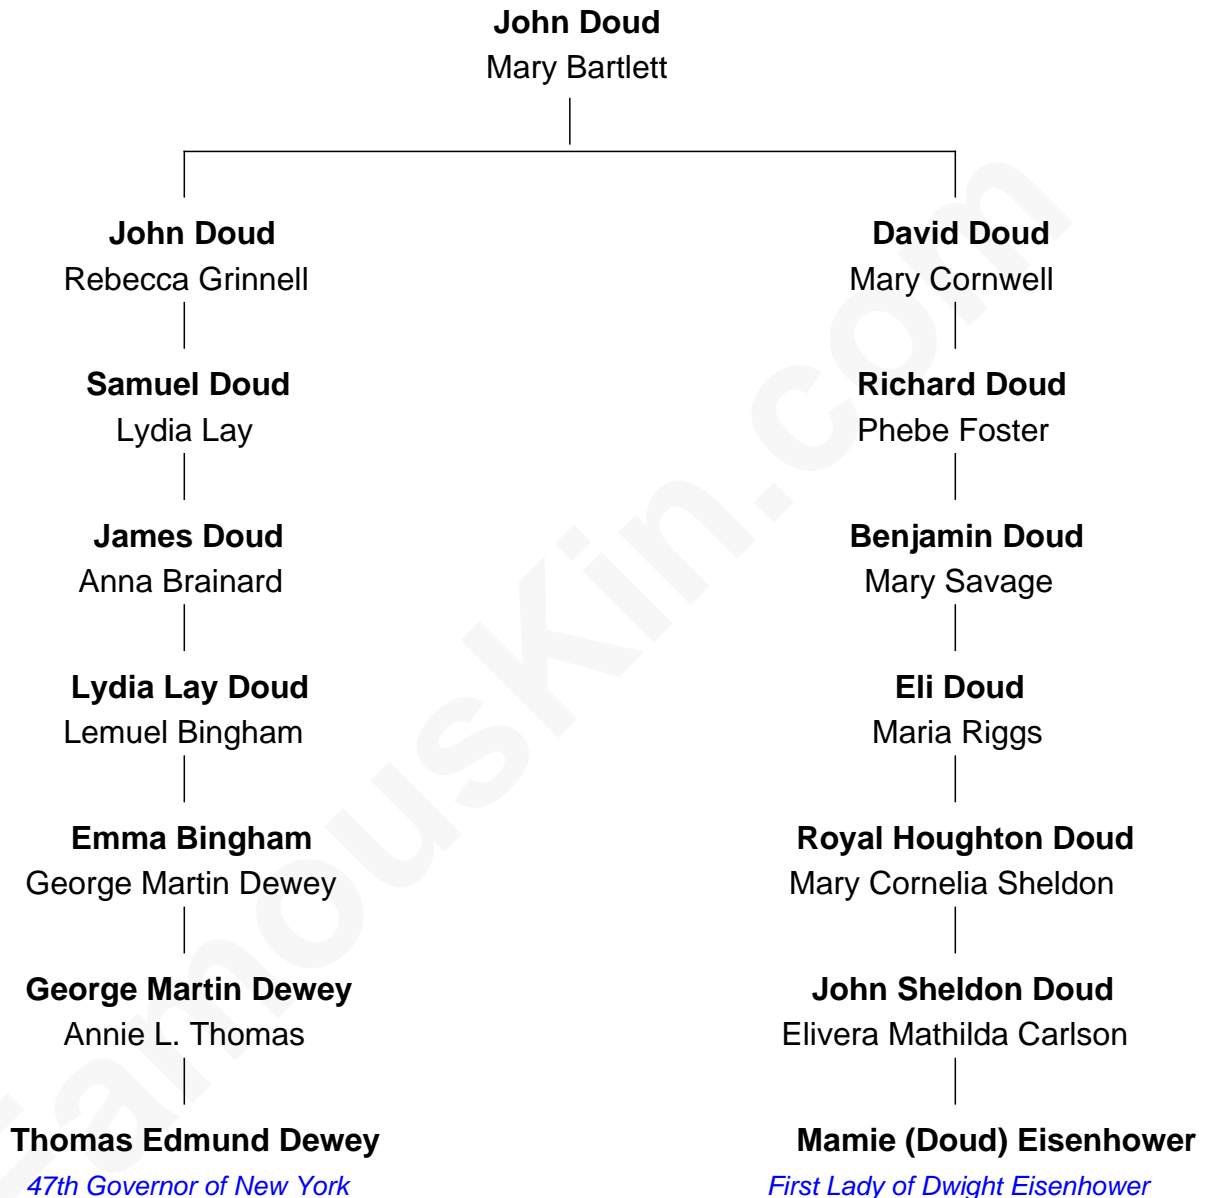 John Doud
Mary Bartlett
John Doud
Rebecca Grinnell
David Doud
Mary Cornwell
Samuel Doud
Lydia Lay
Richard Doud
Phebe Foster
James Doud
Anna Brainard
Benjamin Doud
Mary Savage
Lydia Lay Doud
Lemuel Bingham
Eli Doud
Maria Riggs
Emma Bingham
George Martin Dewey
Royal Houghton Doud
Mary Cornelia Sheldon
George Martin Dewey
Annie L. Thomas
John Sheldon Doud
Elivera Mathilda Carlson
Thomas Edmund Dewey
47th Governor of New York
Mamie (Doud) Eisenhower
First Lady of Dwight Eisenhower
FamousKin.com